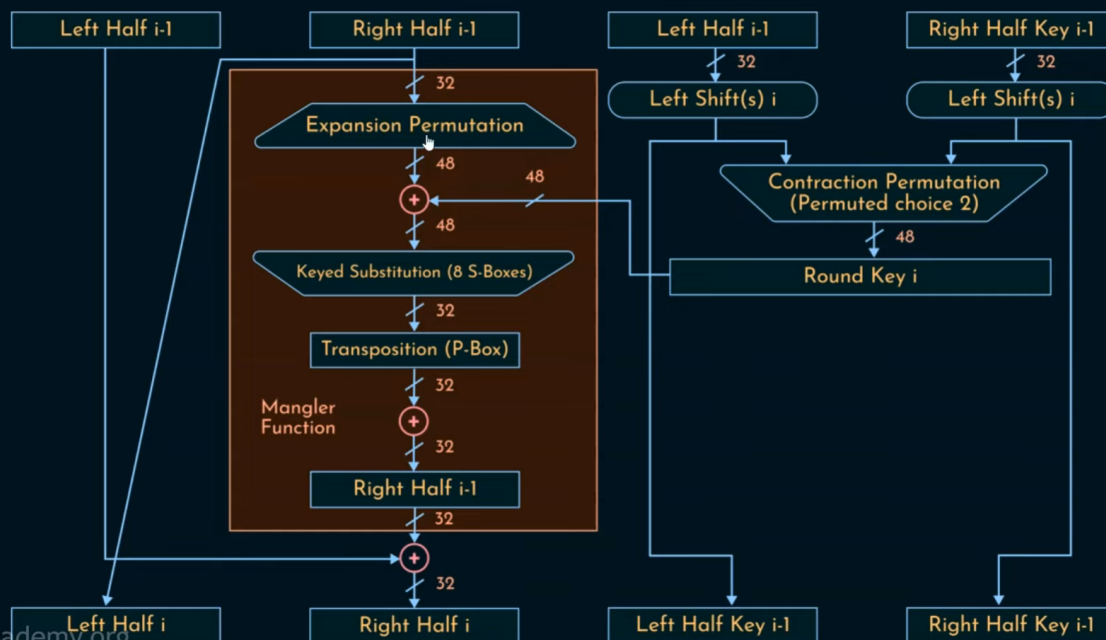 Left Half i-1
Right Half i-1
Left Half i-1
Right Half Key i-1
32
32
32
Left Shift(s) i
Left Shift(s) i
Expansion Permutation
48
48
Contraction Permutation
(Permuted choice 2)
+
48
48
Keyed Substitution (8 S-Boxes)
Round Key i
32
Transposition (P-Box)
32
Mangler
Function
+
32
Right Half i-1
32
+
32
Left Half i
Right Half i
Left Half Key i-1
Right Half Key i-1
ademy.org